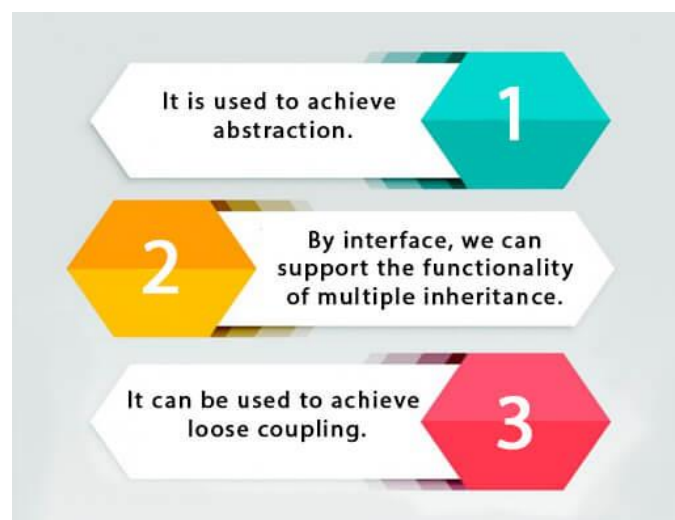 It is used to achieve
abstraction.
1
2
By interface, we can
support the functionality
of multiple inheritance.
It can be used to achieve
loose coupling.
3